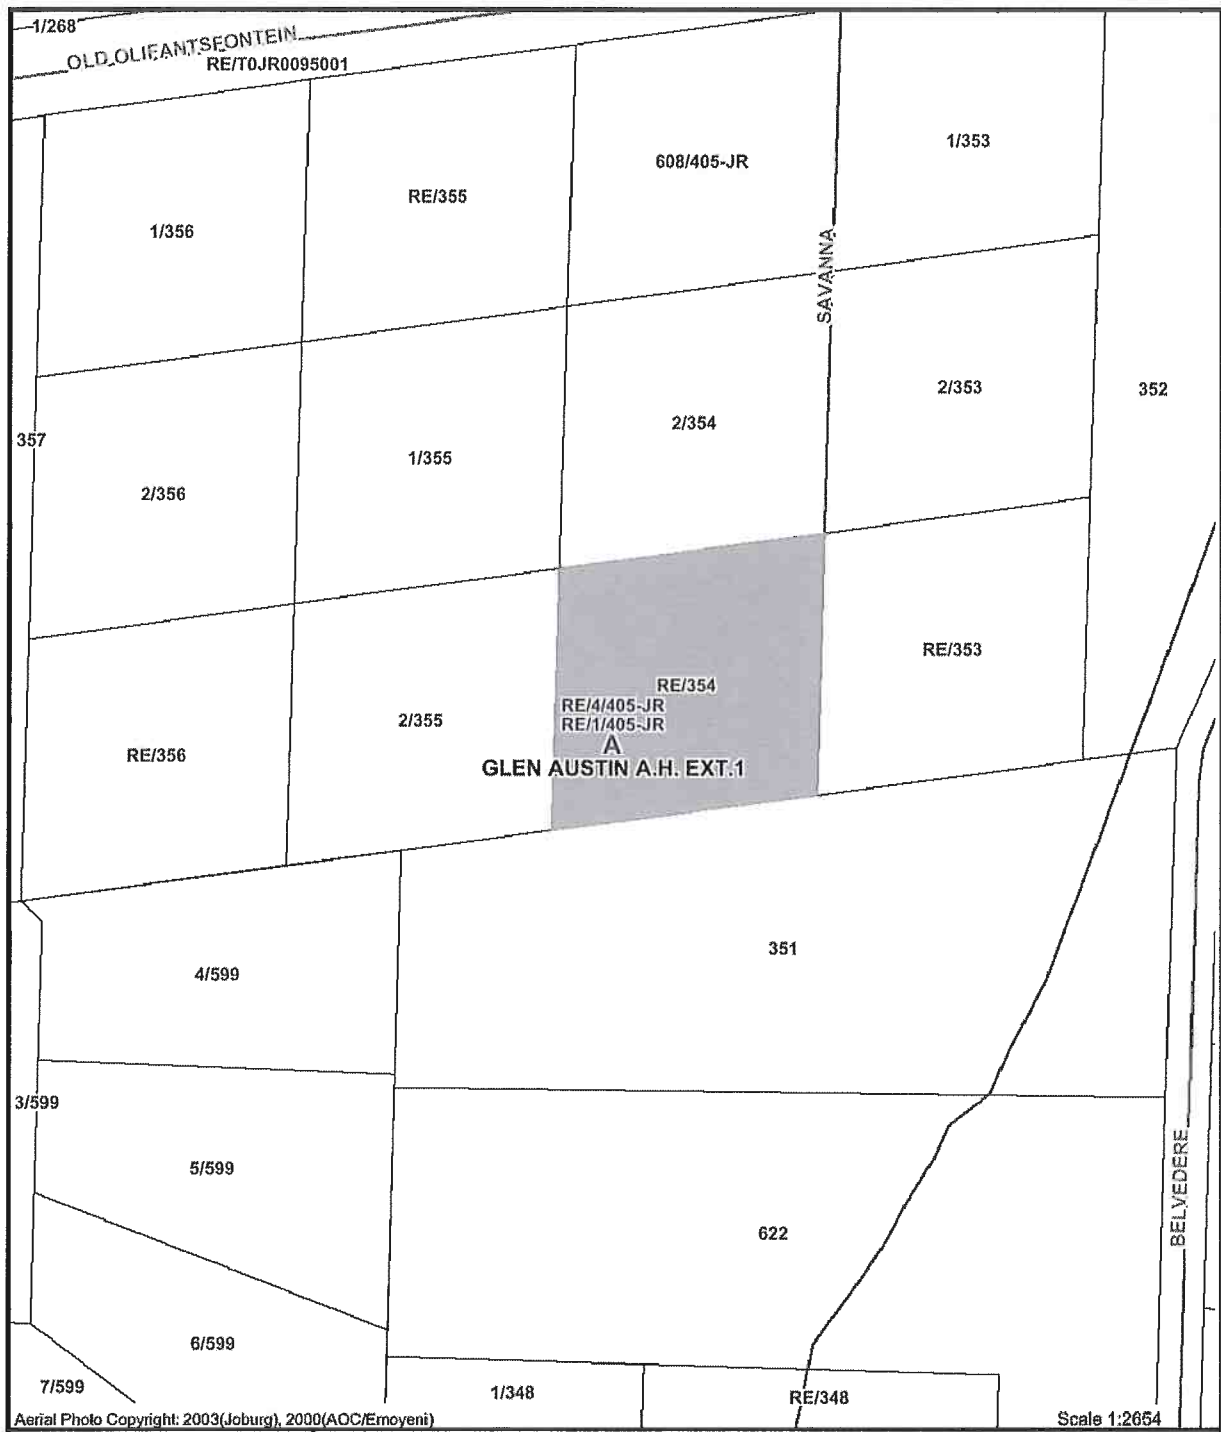 1/268
OLD OLIFANTSFONTEIN
RE/T0JR0095001
1/353
608/405-JR
RE/355
1/356
SAVANNA
2/353
352
2/354
357
1/355
2/356
RE/353
RE/354
RE/4/405-JR
RE/1/405-JR
2/355
A
RE/356
GLEN AUSTIN A.H. EXT.1
351
4/599
3/599
5/599
BELVEDERE
622
6/599
7/599
1/348
RE/348
Aerial Photo Copyright: 2003(Joburg), 2000(AOC/Emoyeni)
Scale 1:2654